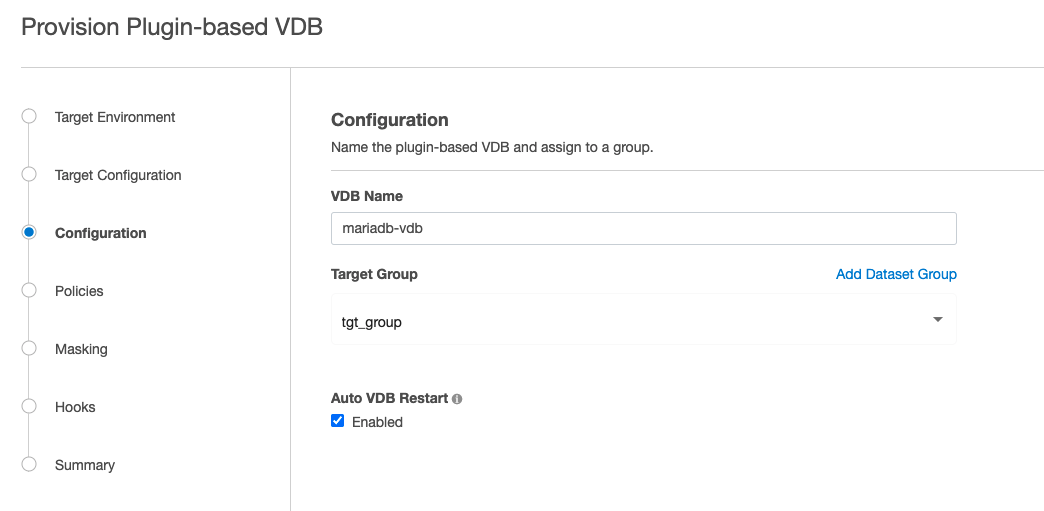 Provision Plugin-based VDB
Target Environment
Target Configuration
Configuration
Policies
Masking
Hooks
Summary
Configuration
Name the plugin-based VDB and assign to a group.
VDB Name
mariadb-vdb
Target Group
Add Dataset Group
tgt_group
Auto VDB Restart
Enabled